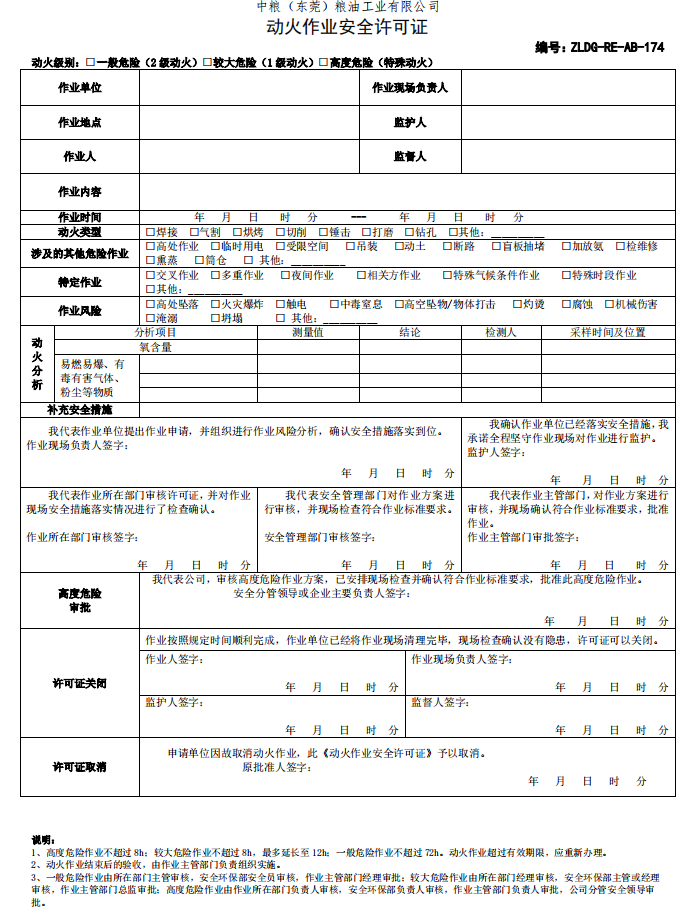 中粮（东莞）粮油工业有限公司
动火作业安全许可证
编号：ZLDG-RE-AB-174
动火级别：□一般危险（2级动火）□较大危险（1级动火）□高度危险（特殊动火）
作业单位 作业现场负责人
作业地点 监护人
作业人 监督人
作业内容
作业时间 年 月 日 时 分 --- 年 月 日 时 分
动火类型 □焊接 □气割 □烘烤 □切削 □锤击 □打磨 □钻孔 □其他：__________
涉及的其他危险作业 □高处作业 □临时用电 □受限空间 □吊装 □动土 □断路 □盲板抽堵 □加放氨 □检维修
□熏蒸 □筒仓 □ 其他：__________
特定作业 □交叉作业 □多重作业 □夜间作业 □相关方作业 □特殊气候条件作业 □特殊时段作业
□其他：__________
作业风险 □高处坠落 □火灾爆炸 □触电 □中毒窒息 □高空坠物/物体打击 □灼烫 □腐蚀 □机械伤害
□淹溺 □坍塌 □ 其他：__________
动火分析 分析项目 测量值 结论 检测人 采样时间及位置
氧含量
易燃易爆、有
毒有害气体、
粉尘等物质
补充安全措施
我代表作业单位提出作业申请，并组织进行作业风险分析，确认安全措施落实到位。
作业现场负责人签字：
年 月 日 时 分
我确认作业单位已经落实安全措施，我
承诺全程坚守作业现场对作业进行监护。
监护人签字：
年 月 日 时 分
我代表作业所在部门审核许可证，并对作业
现场安全措施落实情况进行了检查确认。
作业所在部门审核签字：
年 月 日 时 分
我代表安全管理部门对作业方案进
行审核，并现场检查符合作业标准要求。
安全管理部门审核签字：
年 月 日 时 分
我代表作业主管部门，对作业方案进行
审核，并现场确认符合作业标准要求，批准
作业。
作业主管部门审批签字：
年 月 日 时 分
高度危险
审批
我代表公司，审核高度危险作业方案，已安排现场检查并确认符合作业标准要求，批准此高度危险作业。
安全分管领导或企业主要负责人签字：
年 月 日 时 分
许可证关闭
作业按照规定时间顺利完成，作业单位已经将作业现场清理完毕，现场检查确认没有隐患，许可证可以关闭。
作业人签字： 作业现场负责人签字：
年 月 日 时 分 年 月 日 时 分
监护人签字： 监督人签字：
年 月 日 时 分 年 月 日 时 分
许可证取消
申请单位因故取消动火作业，此《动火作业安全许可证》予以取消。
原批准人签字：
年 月 日 时 分
说明：
1、高度危险作业不超过8h；较大危险作业不超过8h，最多延长至12h；一般危险作业不超过72h。动火作业超过有效期限，应重新办理。
2、动火作业结束后的验收，由作业主管部门负责组织实施。
3、一般危险作业由所在部门主管审核，安全环保部安全员审核，作业主管部门经理审批；较大危险作业由所在部门经理审核，安全环保部主管或经理
审核，作业主管部门总监审批；高度危险作业由作业所在部门负责人审核，安全环保部负责人审核，作业主管部门负责人审批，公司分管安全领导审
批。